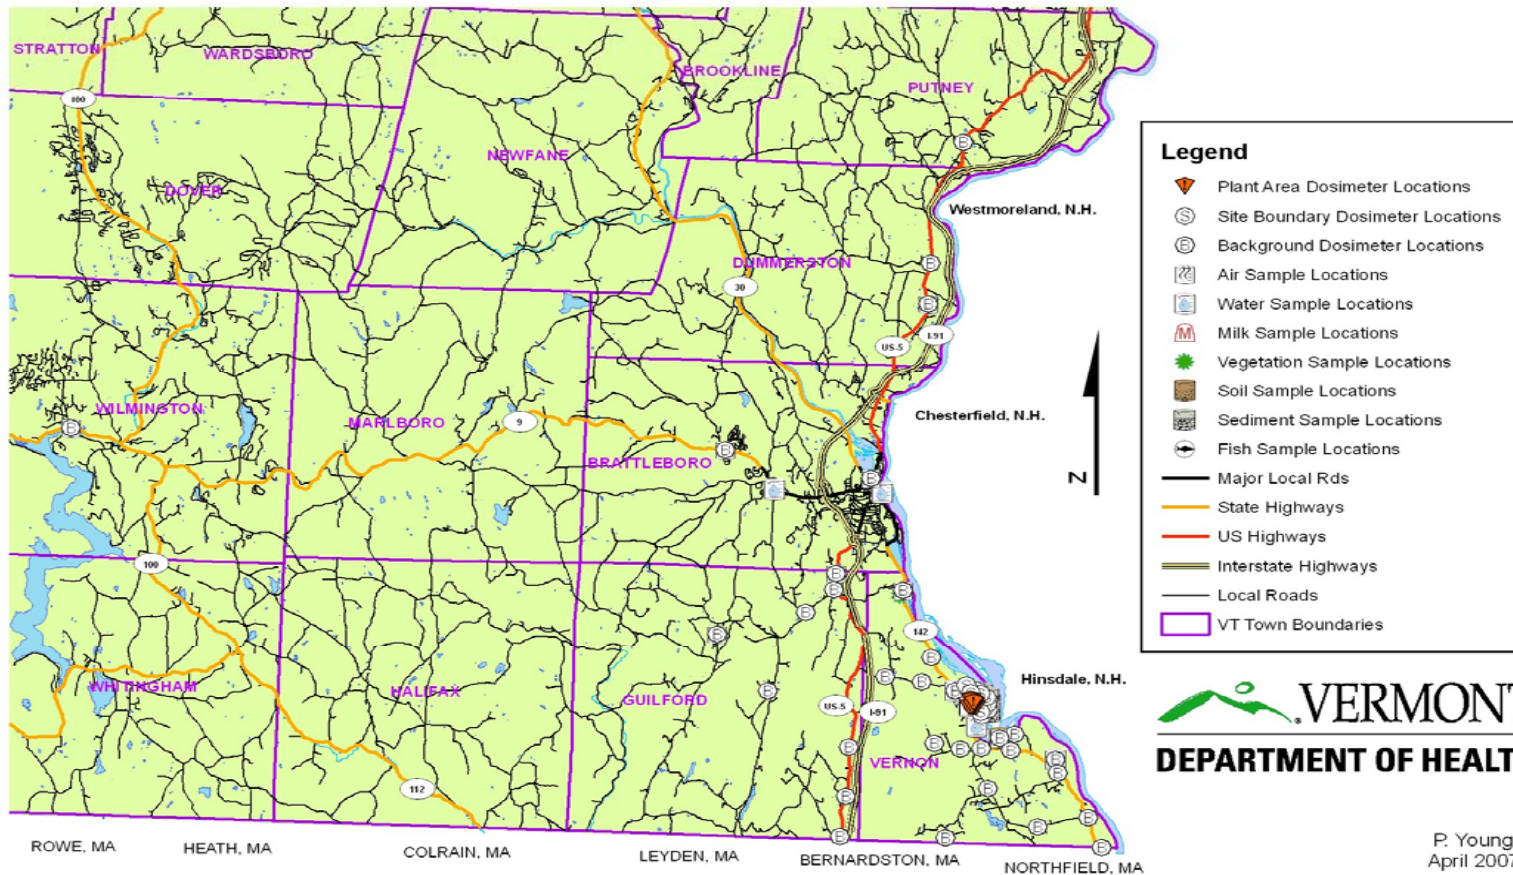 STRATTON
WARDSBORO
BROOKLINE
PUTNEY
100
NEWFANE
DOVER
Westmoreland, N.H.
DUMMERSTON
30
US-5
I-91
WILMINGTON
MARLBORO
9
Chesterfield, N.H.
BRATTLEBORO
100
142
WHITINGHAM
HALIFAX
GUILFORD
Hinsdale, N.H.
US-5
I-91
VERNON
112
ROWE, MA
HEATH, MA
COLRAIN, MA
LEYDEN, MA
BERNARDSTON, MA
NORTHFIELD, MA
Legend
Plant Area Dosimeter Locations
S Site Boundary Dosimeter Locations
B Background Dosimeter Locations
Air Sample Locations
Water Sample Locations
M Milk Sample Locations
Vegetation Sample Locations
Soil Sample Locations
Sediment Sample Locations
Fish Sample Locations
Major Local Rds
State Highways
US Highways
Interstate Highways
Local Roads
VT Town Boundaries
N
VERMONT
DEPARTMENT OF HEALT
P. Young
April 2007